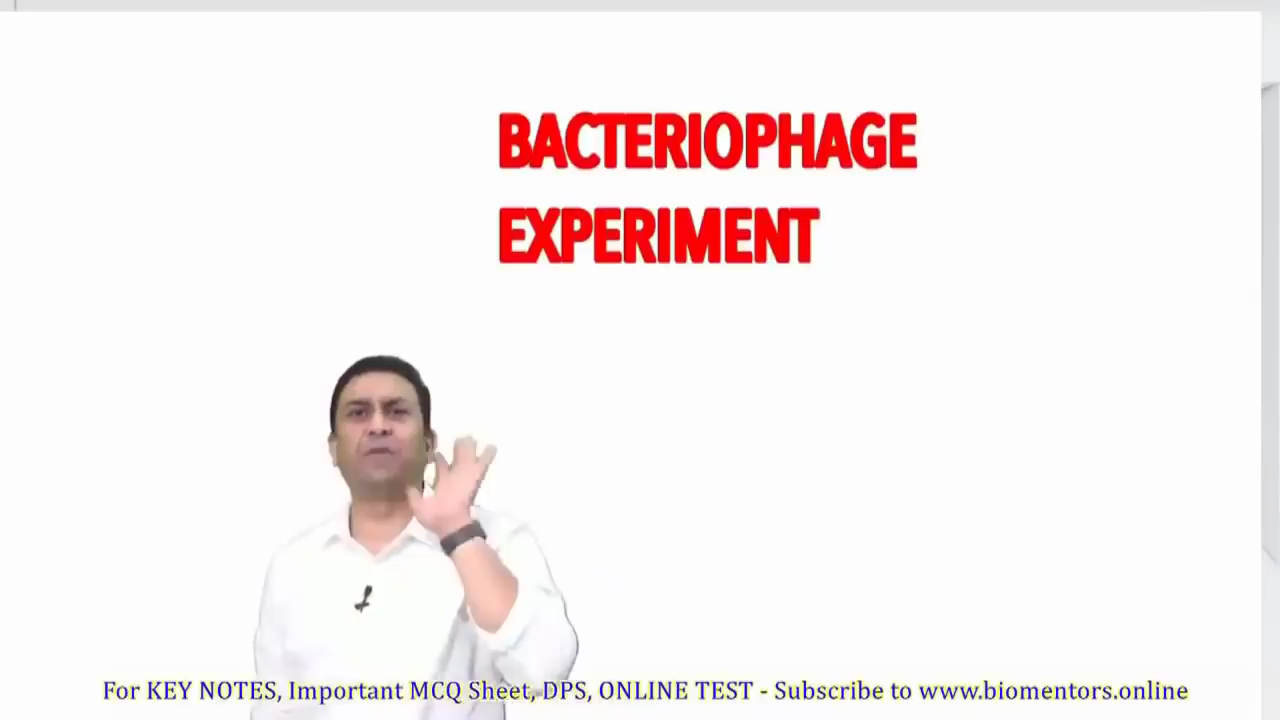 BACTERIOPHAGE
EXPERIMENT
For KEY NOTES, Important MCQ Sheet, DPS, ONLINE TEST - Subscribe to www.biomentors.online